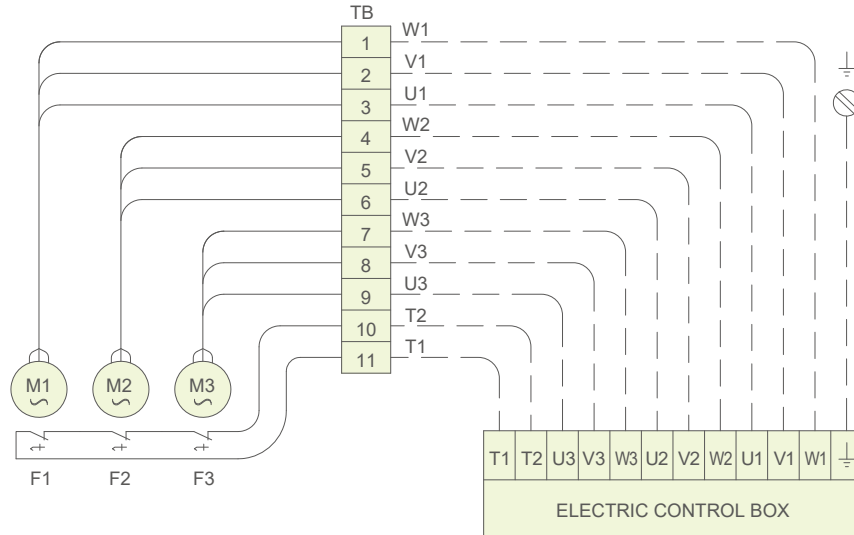 TB
1 W1
2 V1
3 U1
4 W2
5 V2
6 U2
7 W3
8 V3
9 U3
10 T2
11 T1
M1 M2 M3
F1 F2 F3
T1 T2 U3 V3 W3 U2 V2 W2 U1 V1 W1
ELECTRIC CONTROL BOX